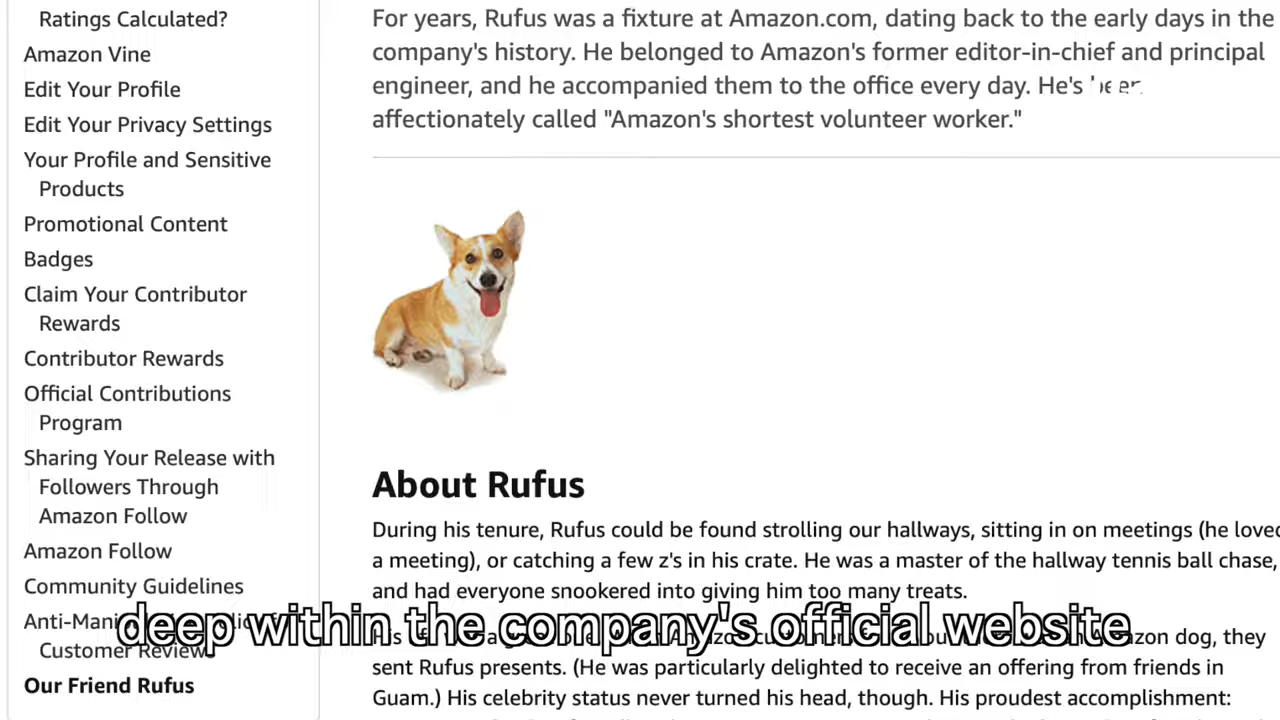 Ratings Calculated?
Amazon Vine
Edit Your Profile
Edit Your Privacy Settings
Your Profile and Sensitive
Products
Promotional Content
Badges
Claim Your Contributor
Rewards
Contributor Rewards
Official Contributions
Program
Sharing Your Release with
Followers Through
Amazon Follow
Amazon Follow
Community Guidelines
Customer Reviews
Our Friend Rufus
For years, Rufus was a fixture at Amazon.com, dating back to the early days in the
company's history. He belonged to Amazon's former editor-in-chief and principal
engineer, and he accompanied them to the office every day. He's been
affectionately called "Amazon's shortest volunteer worker."
About Rufus
During his tenure, Rufus could be found strolling our hallways, sitting in on meetings (he loved
a meeting), or catching a few z's in his crate. He was a master of the hallway tennis ball chase,
and had everyone snookered into giving him too many treats.
dog, they
sent Rufus presents. (He was particularly delighted to receive an offering from friends in
Guam.) His celebrity status never turned his head, though. His proudest accomplishment:
deep within the company's official website